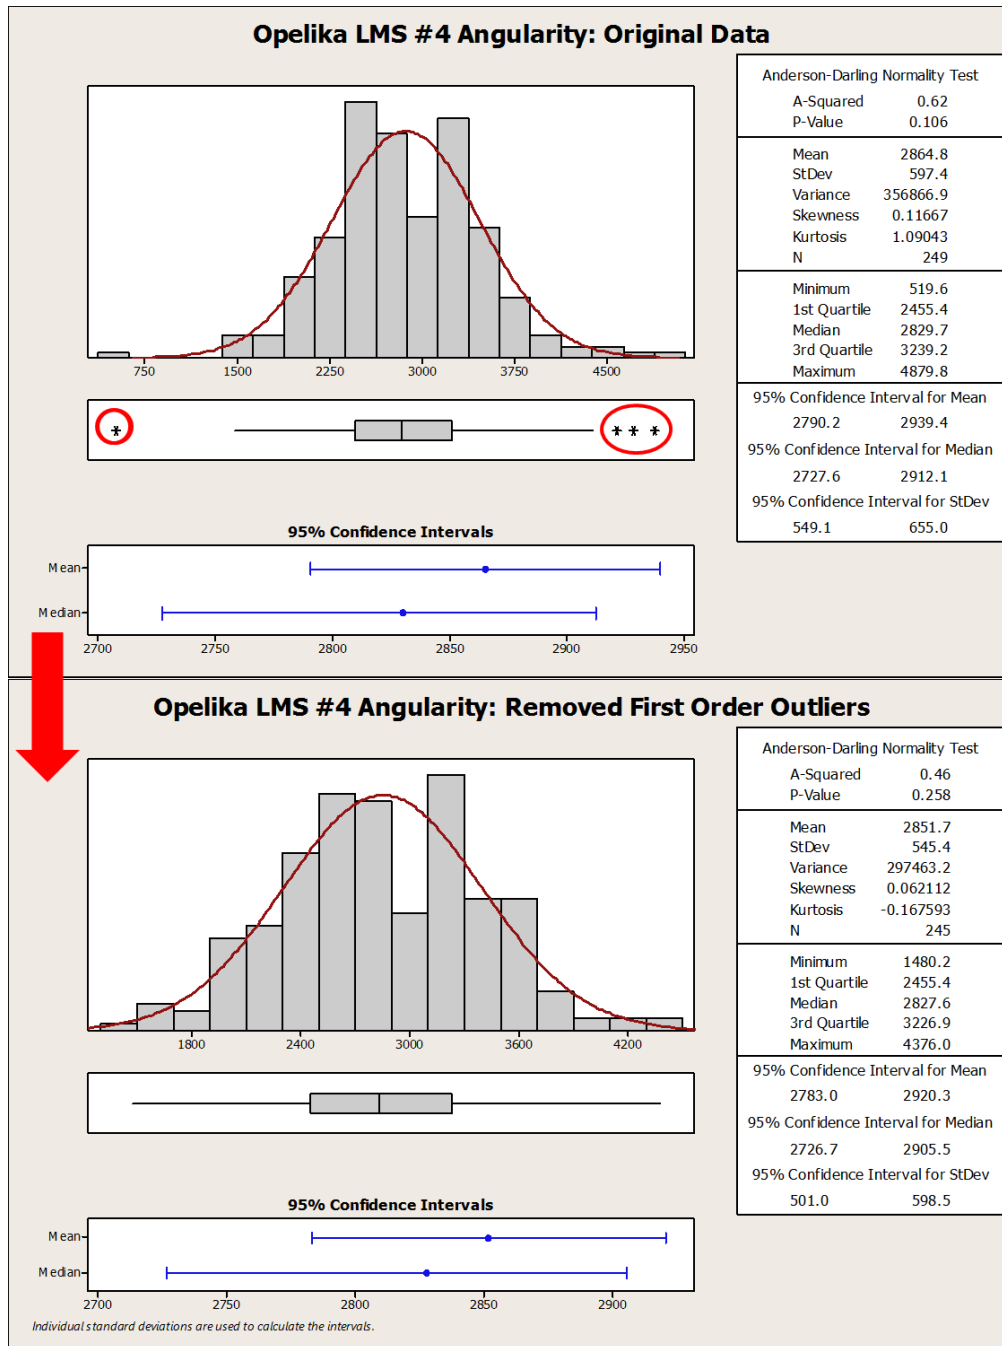 Opelika LMS #4 Angularity: Original Data
Anderson-Darling Normality Test
A-Squared 0.62
P-Value 0.106
Mean 2864.8
StDev 597.4
Variance 356866.9
Skewness 0.11667
Kurtosis 1.09043
N 249
Minimum 519.6
1st Quartile 2455.4
Median 2829.7
3rd Quartile 3239.2
Maximum 4879.8
95% Confidence Interval for Mean
2790.2 2939.4
95% Confidence Interval for Median
2727.6 2912.1
95% Confidence Interval for StDev
549.1 655.0
750 1500 2250 3000 3750 4500
* * * *
95% Confidence Intervals
Mean
Median
2700 2750 2800 2850 2900 2950
Opelika LMS #4 Angularity: Removed First Order Outliers
Anderson-Darling Normality Test
A-Squared 0.46
P-Value 0.258
Mean 2851.7
StDev 545.4
Variance 297463.2
Skewness 0.062112
Kurtosis -0.167593
N 245
Minimum 1480.2
1st Quartile 2455.4
Median 2827.6
3rd Quartile 3226.9
Maximum 4376.0
95% Confidence Interval for Mean
2783.0 2920.3
95% Confidence Interval for Median
2726.7 2905.5
95% Confidence Interval for StDev
501.0 598.5
1800 2400 3000 3600 4200
95% Confidence Intervals
Mean
Median
2700 2750 2800 2850 2900
Individual standard deviations are used to calculate the intervals.